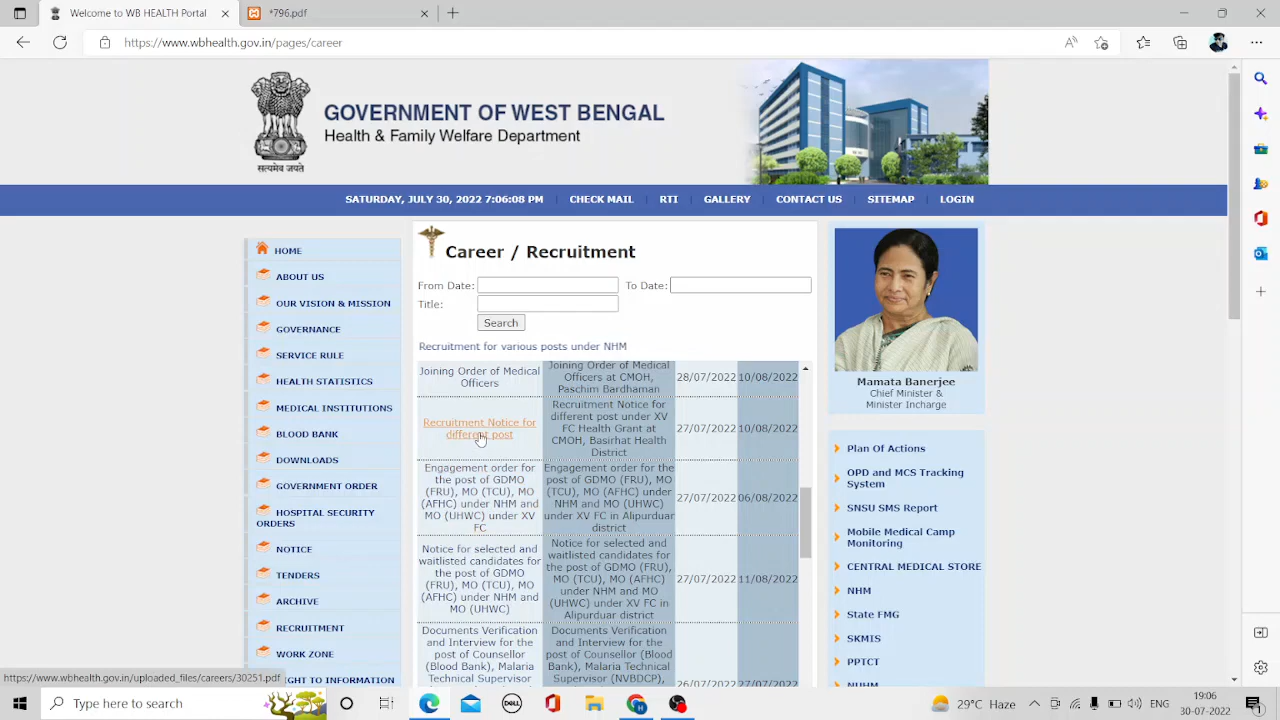 Welcome to WB Health Portal
*796.pdf
https://www.wbhealth.gov.in/pages/career
सत्यमेव जयते
GOVERNMENT OF WEST BENGAL
Health & Family Welfare Department
SATURDAY, JULY 30, 2022 7:06:08 PM
CHECK MAIL
RTI
GALLERY
CONTACT US
SITEMAP
LOGIN
HOME
ABOUT US
OUR VISION & MISSION
GOVERNANCE
SERVICE RULE
HEALTH STATISTICS
MEDICAL INSTITUTIONS
BLOOD BANK
DOWNLOADS
GOVERNMENT ORDER
HOSPITAL SECURITY
ORDERS
NOTICE
TENDERS
ARCHIVE
RECRUITMENT
WORK ZONE
IGHT TO INFORMATION
Career / Recruitment
From Date:
To Date:
Title:
Search
Recruitment for various posts under NHM
Joining Order of Medical
Officers
Joining Order of Medical
Officers at CMOH,
Paschim Bardhaman
28/07/2022
10/08/2022
Recruitment Notice for
different post
Recruitment Notice for
different post under XV
FC Health Grant at
CMOH, Basirhat Health
District
27/07/2022
10/08/2022
Engagement order for
the post of GDMO
(FRU), MO (TCU), MO
(AFHC) under NHM and
MO (UHWC) under XV
FC
Engagement order for the
post of GDMO (FRU), MO
(TCU), MO (AFHC) under
NHM and MO (UHWC)
under XV FC in Alipurduar
district
27/07/2022
06/08/2022
Notice for selected and
waitlisted candidates for
the post of GDMO
(FRU), MO (TCU), MO
(AFHC) under NHM and
MO (UHWC)
Notice for selected and
waitlisted candidates for
the post of GDMO (FRU),
MO (TCU), MO (AFHC)
under NHM and MO
(UHWC) under XV FC in
Alipurduar district
27/07/2022
11/08/2022
Documents Verification
and Interview for the
post of Counsellor
(Blood Bank), Malaria
Technical Supervisor
Documents Verification
and Interview for the
post of Counsellor (Blood
Bank), Malaria Technical
Supervisor (NVBDCP),
26/07/2022
27/07/2022
Mamata Banerjee
Chief Minister &
Minister Incharge
Plan Of Actions
OPD and MCS Tracking
System
SNSU SMS Report
Mobile Medical Camp
Monitoring
CENTRAL MEDICAL STORE
NHM
State FMG
SKMIS
PPTCT
NUHM
https://www.wbhealth.gov.in/uploaded_files/careers/30251.pdf
Type here to search
DELL
29°C Haze
19:06
30-07-2022